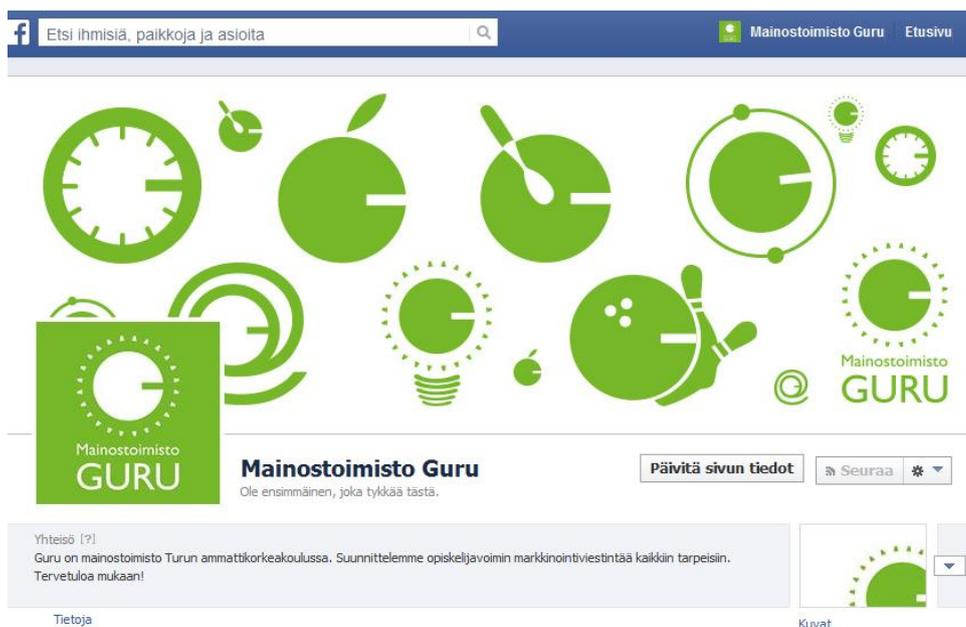 Etsi ihmisiä, paikkoja ja asioita
Mainostoimisto Guru Etusivu
Mainostoimisto
GURU
Mainostoimisto
GURU
Mainostoimisto Guru
Ole ensimmäinen, joka tykkää tästä.
Päivitä sivun tiedot
Seuraa
Yhteisö [?]
Guru on mainostoimisto Turun ammattikorkeakoulussa. Suunnittelemme opiskelijavoimin markkinointiviestintää kaikkiin tarpeisiin.
Tervetuloa mukaan!
Tietoja
Kuvat